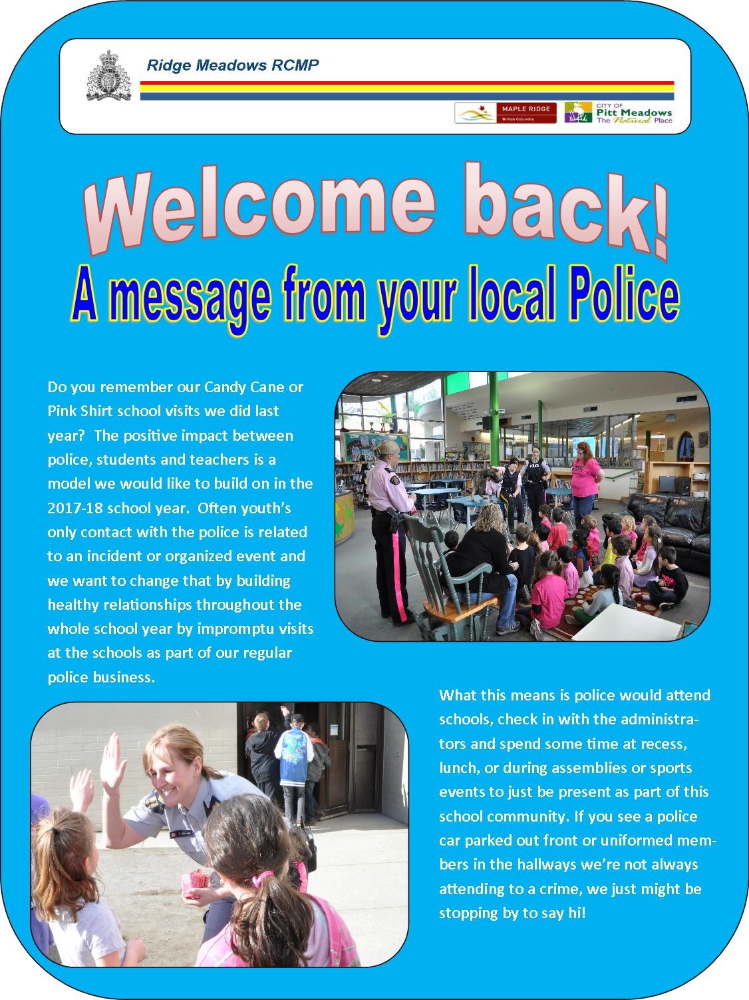 Ridge Meadows RCMP
MAPLE RIDGE
British Columbia
CITY OF
Pitt Meadows
The Natural Place
Welcome back!
A message from your local Police
Do you remember our Candy Cane or
Pink Shirt school visits we did last
year?  The positive impact between
police, students and teachers is a
model we would like to build on in the
2017-18 school year.  Often youth's
only contact with the police is related
to an incident or organized event and
we want to change that by building
healthy relationships throughout the
whole school year by impromptu visits
at the schools as part of our regular
police business.
What this means is police would attend
schools, check in with the administra-
tors and spend some time at recess,
lunch, or during assemblies or sports
events to just be present as part of this
school community. If you see a police
car parked out front or uniformed mem-
bers in the hallways we're not always
attending to a crime, we just might be
stopping by to say hi!